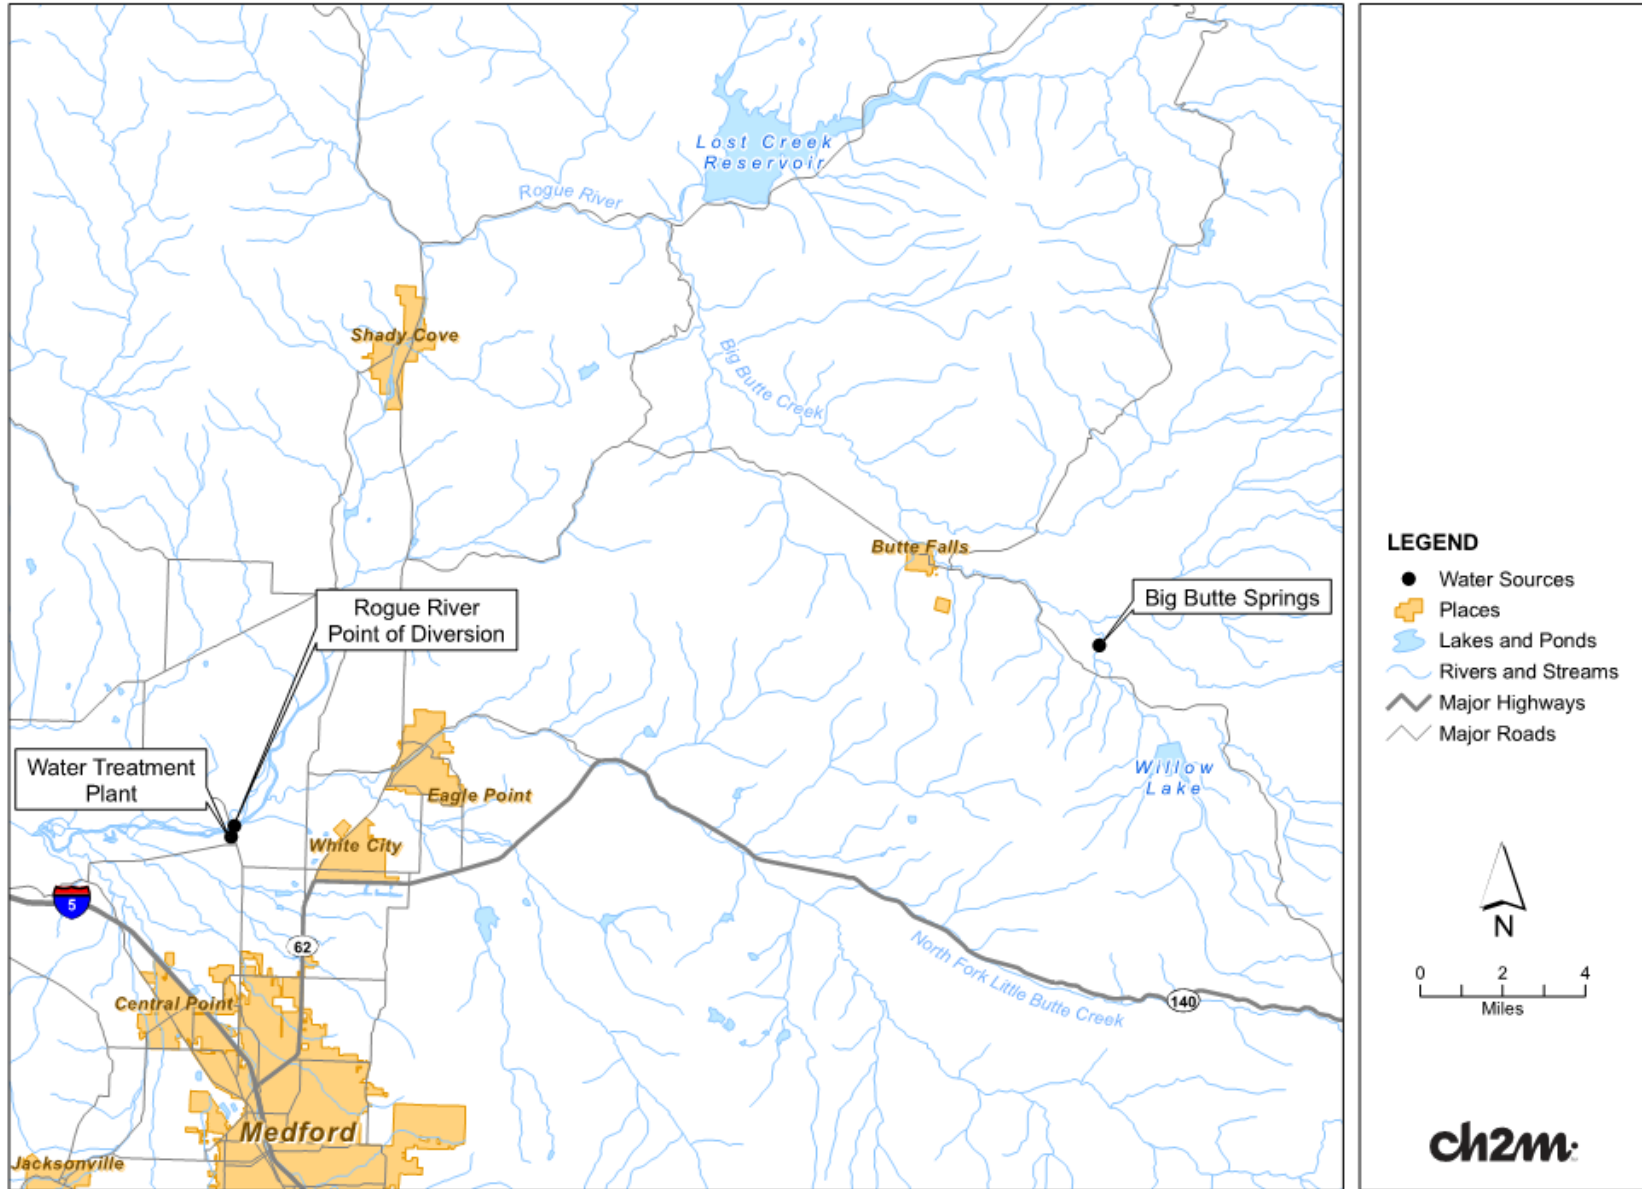 Lost Creek
Reservoir
Rogue River
Shady Cove
Big Butte Creek
Butte Falls
Big Butte Springs
Rogue River
Point of Diversion
Water Treatment
Plant
Eagle Point
White City
Willow
Lake
5
62
North Fork Little Butte Creek
140
Central Point
Medford
Jacksonville
LEGEND
Water Sources
Places
Lakes and Ponds
Rivers and Streams
Major Highways
Major Roads
N
0 2 4
Miles
ch2m: